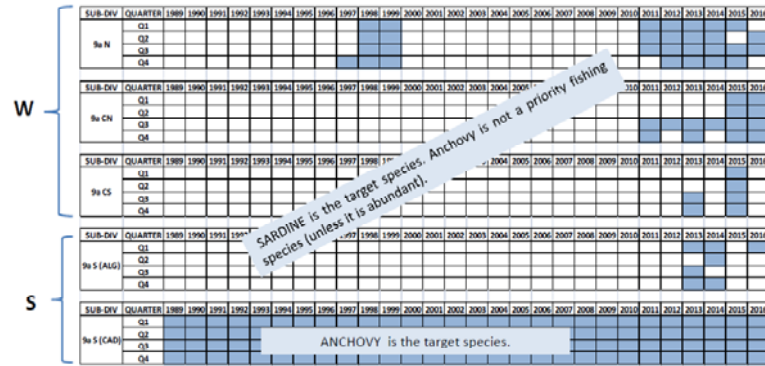 SUB-DIV QUARTER 1989 1990 1991 1992 1993 1994 1995 1996 1997 1998 1999 2000 2001 2002 2003 2004 2005 2006 2007 2008 2009 2010 2011 2012 2013 2014 2015 2016
Q1
9a N Q2
Q3
Q4
W
SUB-DIV QUARTER 1989 1990 1991 1992 1993 1994 1995 1996 1997 1998 1999 2000 2001 2002 2003 2004 2005 2006 2011 2012 2013 2014 2015 2016
Q1
9a CN Q2
Q3
Q4
SUB-DIV QUARTER 1989 1990 1991 1992 1993 1994 1995 1996 1997 1998 2006 2007 2008 2009 2010 2011 2012 2013 2014 2015 2016
Q1
9a CS Q2
Q3
Q4
SARDINE is the target species. Anchovy is not a priority fishing
species (unless it is abundant).
S
SUB-DIV QUARTER 1989 1990 1991 1992 1998 1999 2000 2001 2002 2003 2004 2005 2006 2007 2008 2009 2010 2011 2012 2013 2014 2015 2016
Q1
9a S (ALG) Q2
Q3
Q4
SUB-DIV QUARTER 1989 1990 1991 1992 1993 1994 1995 1996 1997 1998 1999 2000 2001 2002 2003 2004 2005 2006 2007 2008 2009 2010 2011 2012 2013 2014 2015 2016
Q1
9a S (CAD) Q2
Q3
Q4
ANCHOVY is the target species.